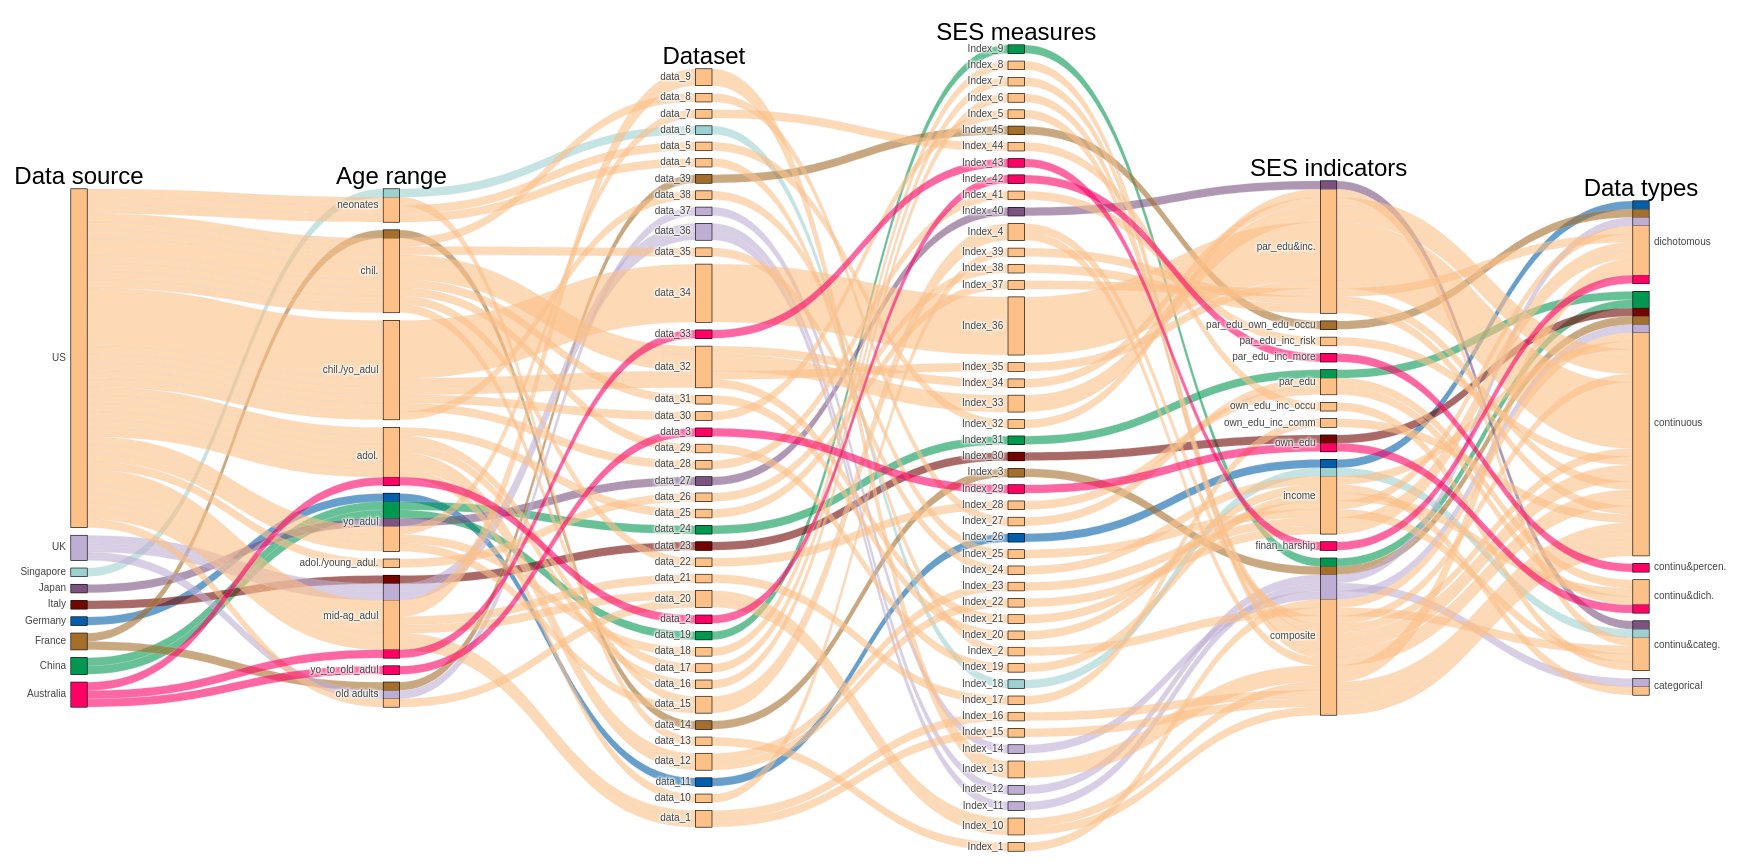 Data source
US
UK
Singapore
Japan
Italy
Germany
France
China
Australia
Age range
neonates
chil.
chil./yo_adul
adol.
yo_adul
adol./young_adul.
mid-ag_adul
yo_to_old_adul
old adults
Dataset
data_9
data_8
data_7
data_6
data_5
data_4
data_39
data_38
data_37
data_36
data_35
data_34
data_33
data_32
data_31
data_30
data_3
data_29
data_28
data_27
data_26
data_25
data_24
data_23
data_22
data_21
data_20
data_2
data_19
data_18
data_17
data_16
data_15
data_14
data_13
data_12
data_11
data_10
data_1
SES measures
Index_9
Index_8
Index_7
Index_6
Index_5
Index_45
Index_44
Index_43
Index_42
Index_41
Index_40
Index_4
Index_39
Index_38
Index_37
Index_36
Index_35
Index_34
Index_33
Index_32
Index_31
Index_30
Index_3
Index_29
Index_28
Index_27
Index_26
Index_25
Index_24
Index_23
Index_22
Index_21
Index_20
Index_2
Index_19
Index_18
Index_17
Index_16
Index_15
Index_14
Index_13
Index_12
Index_11
Index_10
Index_1
SES indicators
par_edu&inc.
par_edu_own_edu_occu
par_edu_inc_risk
par_edu_inc_more
par_edu
own_edu_inc_occu
own_edu_inc_comm
own_edu
income
finan_harship
composite
Data types
dichotomous
continuous
continu&percen.
continu&dich.
continu&categ.
categorical